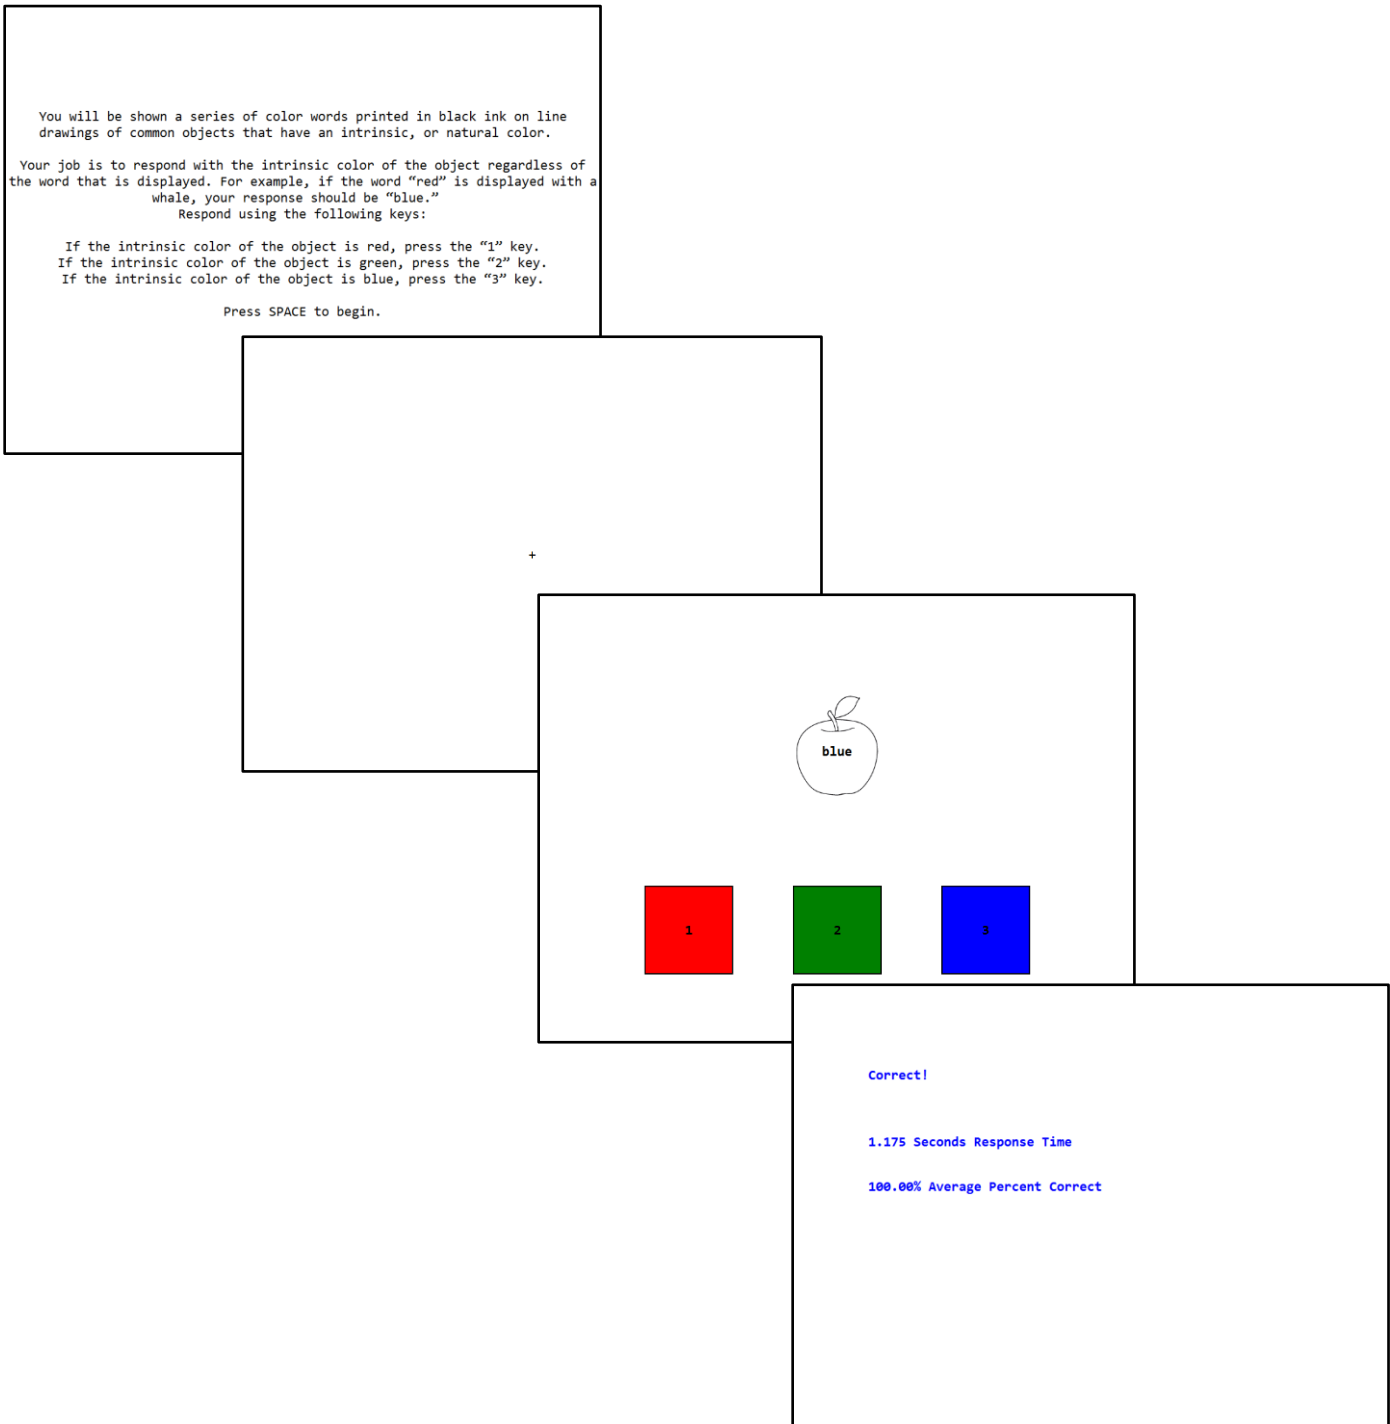 You will be shown a series of color words printed in black ink on line
drawings of common objects that have an intrinsic, or natural color.
Your job is to respond with the intrinsic color of the object regardless of
the word that is displayed. For example, if the word “red” is displayed with a
whale, your response should be “blue.”
Respond using the following keys:
If the intrinsic color of the object is red, press the “1” key.
If the intrinsic color of the object is green, press the “2” key.
If the intrinsic color of the object is blue, press the “3” key.
Press SPACE to begin.
+
blue
1 2 3
Correct!
1.175 Seconds Response Time
100.00% Average Percent Correct